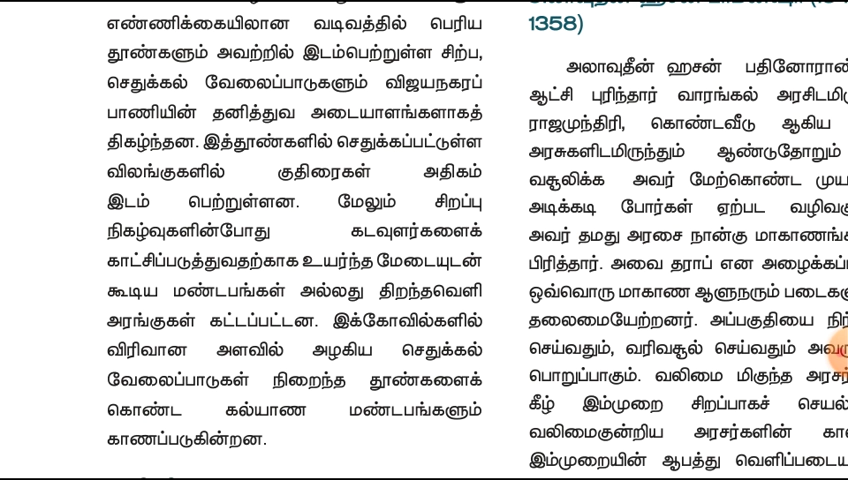 எண்ணிக்கையிலான வடிவத்தில் பெரிய
தூண்களும் அவற்றில் இடம்பெற்றுள்ள சிற்ப,
செதுக்கல் வேலைப்பாடுகளும் விஜயநகரப்
பாணியின் தனித்துவ அடையாளங்களாகத்
திகழ்ந்தன. இத்தூண்களில் செதுக்கப்பட்டுள்ள
விலங்குகளில் குதிரைகள் அதிகம்
இடம் பெற்றுள்ளன. மேலும் சிறப்பு
நிகழ்வுகளின்போது கடவுளர்களைக்
காட்சிப்படுத்துவதற்காக உயர்ந்த மேடையுடன்
கூடிய மண்டபங்கள் அல்லது திறந்தவெளி
அரங்குகள் கட்டப்பட்டன. இக்கோவில்களில்
விரிவான அளவில் அழகிய செதுக்கல்
வேலைப்பாடுகள் நிறைந்த தூண்களைக்
கொண்ட கல்யாண மண்டபங்களும்
காணப்படுகின்றன.
1358)
அலாவுதீன் ஹசன் பதினோரான்
ஆட்சி புரிந்தார் வாரங்கல் அரசிடமிரு
ராஜமுந்திரி, கொண்டவீடு ஆகிய
அரசுகளிடமிருந்தும் ஆண்டுதோறும்
வசூலிக்க அவர் மேற்கொண்ட முய
அடிக்கடி போர்கள் ஏற்பட வழிவகு
அவர் தமது அரசை நான்கு மாகாணங்க
பிரித்தார். அவை தராப் என அழைக்கப்
ஒவ்வொரு மாகாண ஆளுநரும் படைகளு
தலைமையேற்றனர். அப்பகுதியை நிர்
செய்வதும், வரிவசூல் செய்வதும் அவரு
பொறுப்பாகும். வலிமை மிகுந்த அரசர்
கீழ் இம்முறை சிறப்பாகச் செயல்
வலிமைகுன்றிய அரசர்களின் கால
இம்முறையின் ஆபத்து வெளிப்படைய